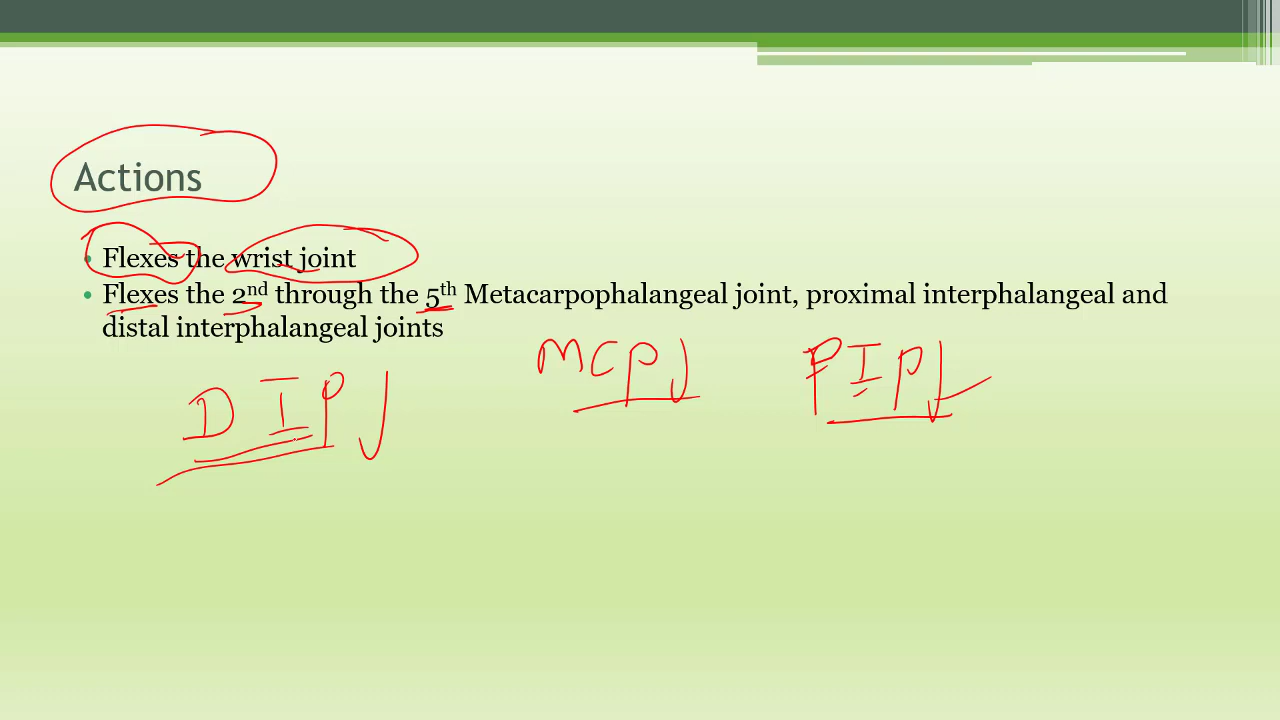 Actions
• Flexes the wrist joint
• Flexes the 2nd through the 5th Metacarpophalangeal joint, proximal interphalangeal and
distal interphalangeal joints
MCPJ PIPJ
DIPJ